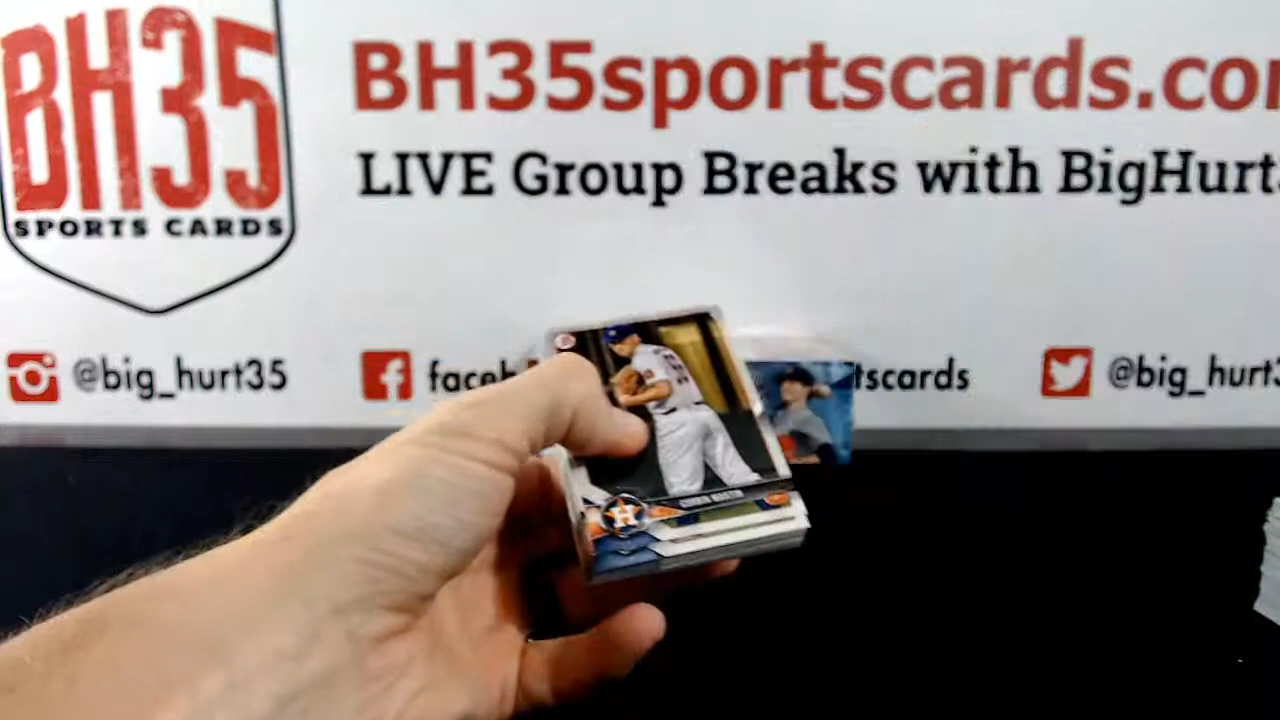 BH35
SPORTS CARDS
BH35sportscards.co
LIVE Group Breaks with BigHurt
@big_hurt35
faceb
tscards
@big_hurt3
H